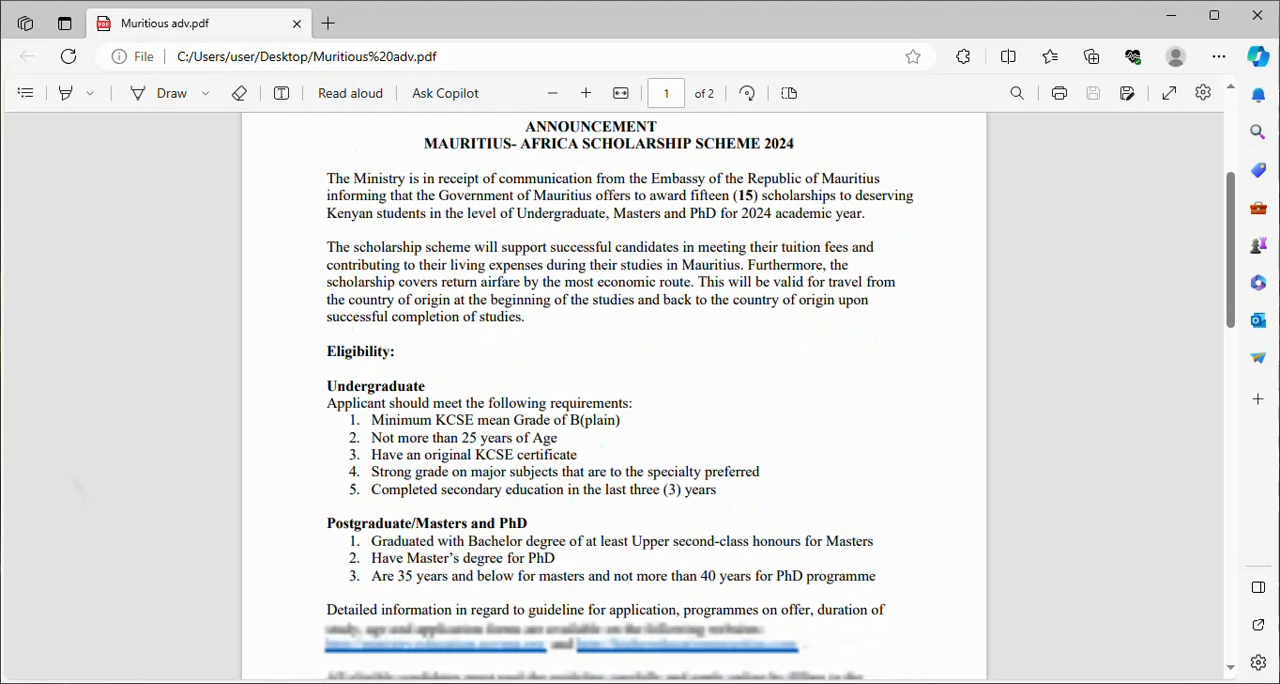 Muritious adv.pdf
File C:/Users/user/Desktop/Muritious%20adv.pdf
Draw Read aloud Ask Copilot 1 of 2
ANNOUNCEMENT
MAURITIUS- AFRICA SCHOLARSHIP SCHEME 2024
The Ministry is in receipt of communication from the Embassy of the Republic of Mauritius
informing that the Government of Mauritius offers to award fifteen (15) scholarships to deserving
Kenyan students in the level of Undergraduate, Masters and PhD for 2024 academic year.
The scholarship scheme will support successful candidates in meeting their tuition fees and
contributing to their living expenses during their studies in Mauritius. Furthermore, the
scholarship covers return airfare by the most economic route. This will be valid for travel from
the country of origin at the beginning of the studies and back to the country of origin upon
successful completion of studies.
Eligibility:
Undergraduate
Applicant should meet the following requirements:
1. Minimum KCSE mean Grade of B(plain)
2. Not more than 25 years of Age
3. Have an original KCSE certificate
4. Strong grade on major subjects that are to the specialty preferred
5. Completed secondary education in the last three (3) years
Postgraduate/Masters and PhD
1. Graduated with Bachelor degree of at least Upper second-class honours for Masters
2. Have Master's degree for PhD
3. Are 35 years and below for masters and not more than 40 years for PhD programme
Detailed information in regard to guideline for application, programmes on offer, duration of
study, age and application forms are available on the following websites:
and